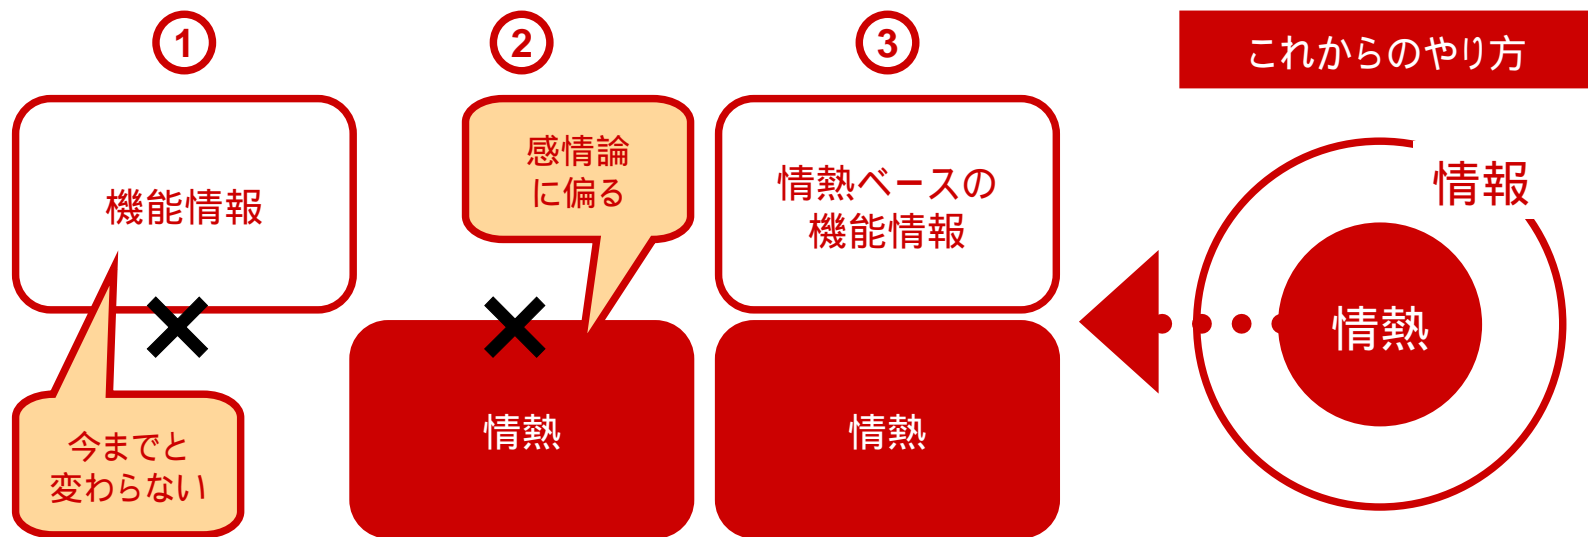 1
2
3
これからのやり方
機能情報
感情論
に偏る
情熱ベースの
機能情報
情報
情熱
今までと
変わらない
情熱
情熱